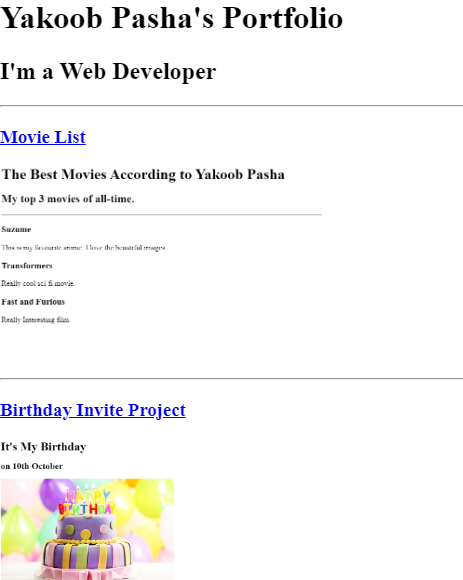 Yakoob Pasha's Portfolio
I'm a Web Developer
Movie List
The Best Movies According to Yakoob Pasha
My top 3 movies of all-time.
Suzume
This is my favourite anime. I love the beautiful images.
Transformers
Really cool sci fi movie.
Fast and Furious
Really Interesting film.
Birthday Invite Project
It's My Birthday
on 10th October
HAPPY
BIRTHDAY